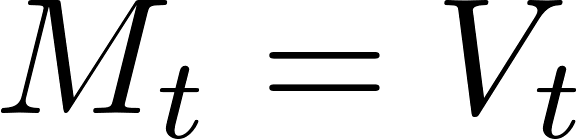 M_t = V_t